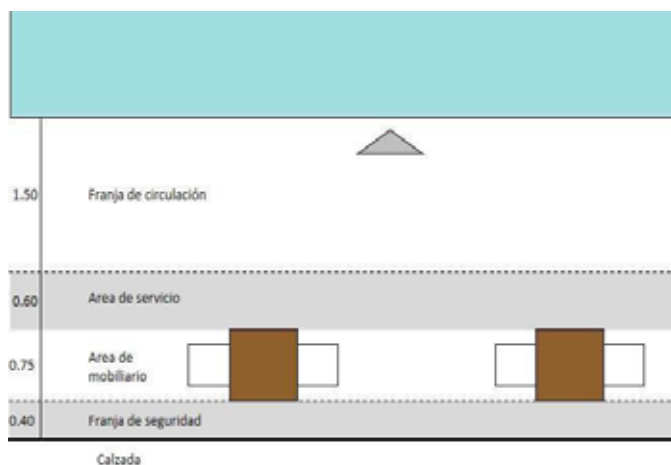 1.50 Franja de circulación
0.60 Area de servicio
0.75 Area de
mobiliario
0.40 Franja de seguridad
Calzada